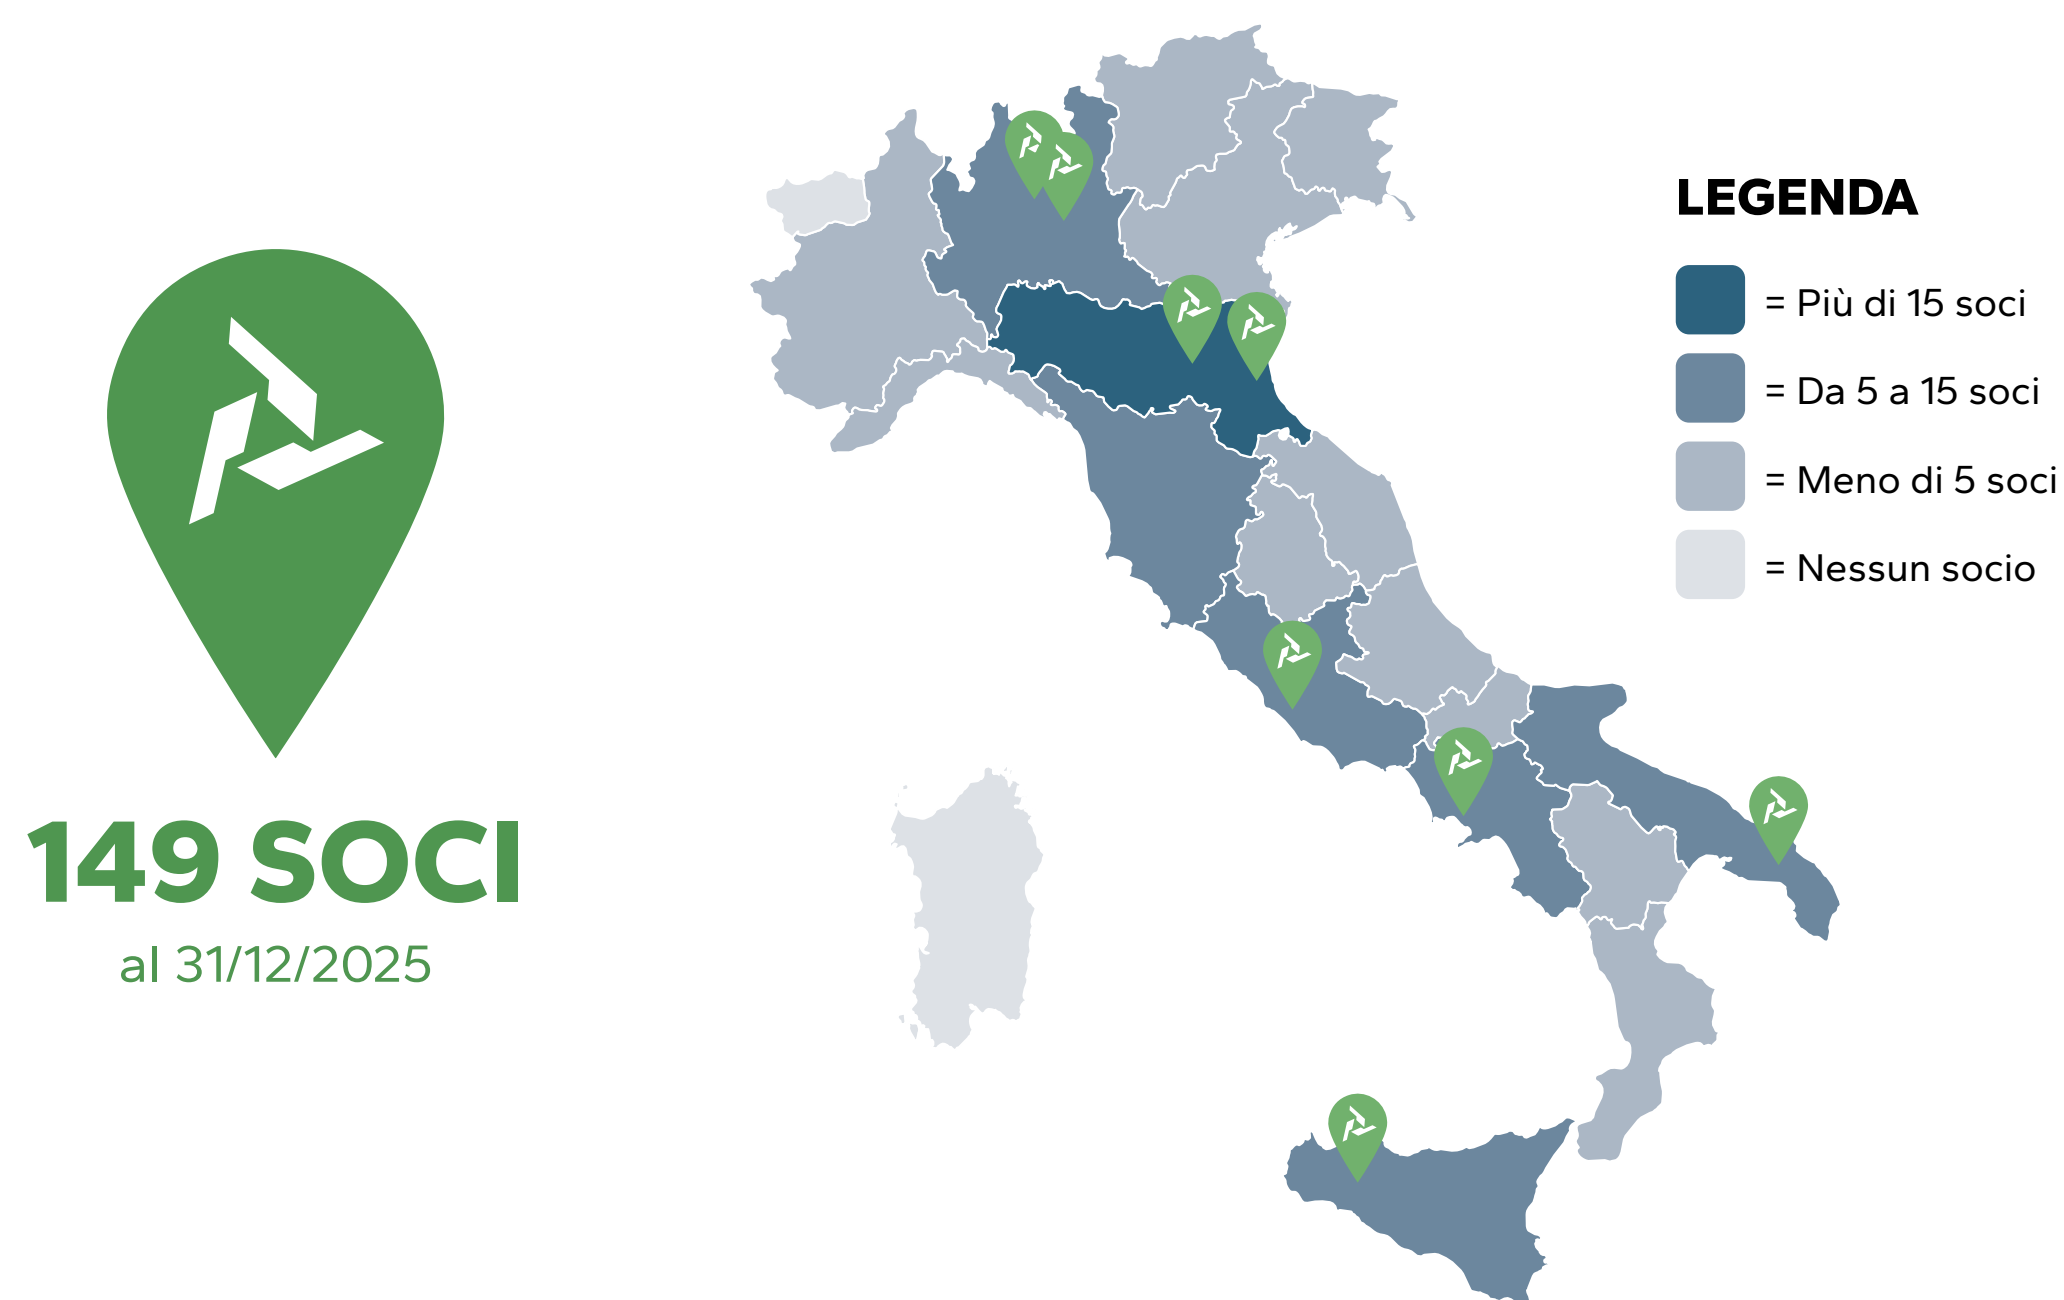 149 SOCI
al 31/12/2025
LEGENDA
= Più di 15 soci
= Da 5 a 15 soci
= Meno di 5 soci
= Nessun socio